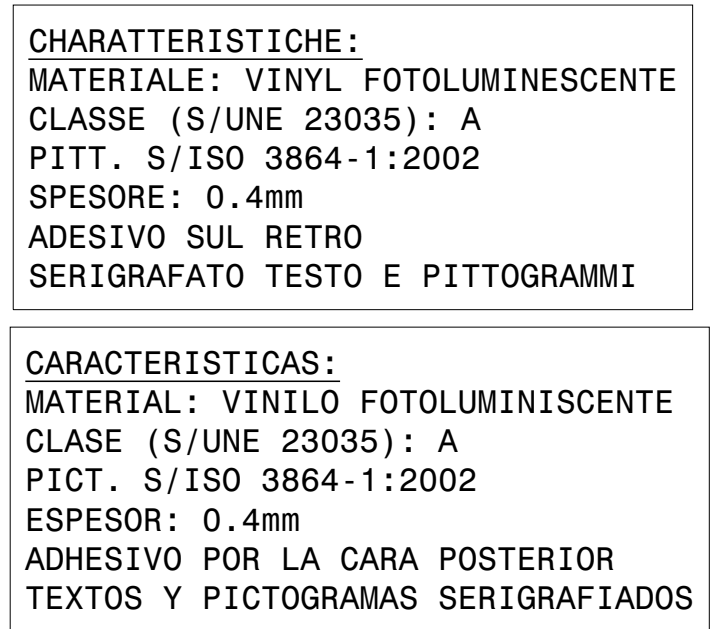 CHARATTERISTICHE:
MATERIALE: VINYL FOTOLUMINESCENTE
CLASSE (S/UNE 23035): A
PITT. S/ISO 3864-1:2002
SPESORE: 0.4mm
ADESIVO SUL RETRO
SERIGRAFATO TESTO E PITTOGRAMMI
CARACTERISTICAS:
MATERIAL: VINILO FOTOLUMINISCENTE
CLASE (S/UNE 23035): A
PICT. S/ISO 3864-1:2002
ESPESOR: 0.4mm
ADHESIVO POR LA CARA POSTERIOR
TEXTOS Y PICTOGRAMAS SERIGRAFIADOS